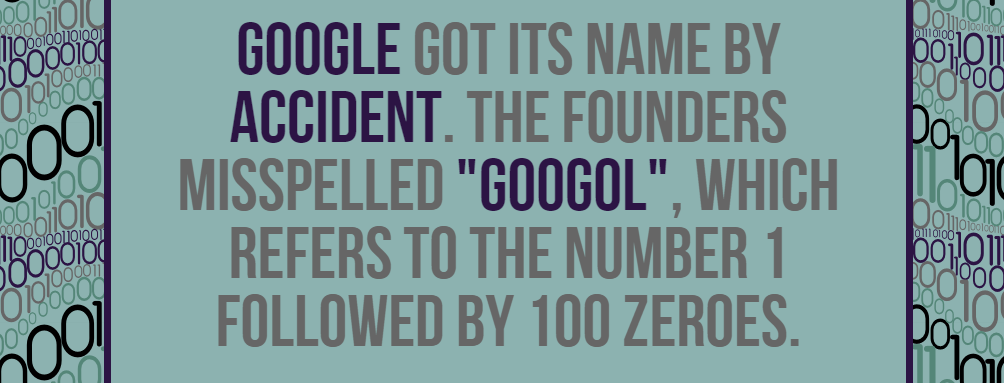 GOOGLE GOT ITS NAME BY
ACCIDENT. THE FOUNDERS
MISSPELLED "GOOGOL", WHICH
REFERS TO THE NUMBER 1
FOLLOWED BY 100 ZEROES.